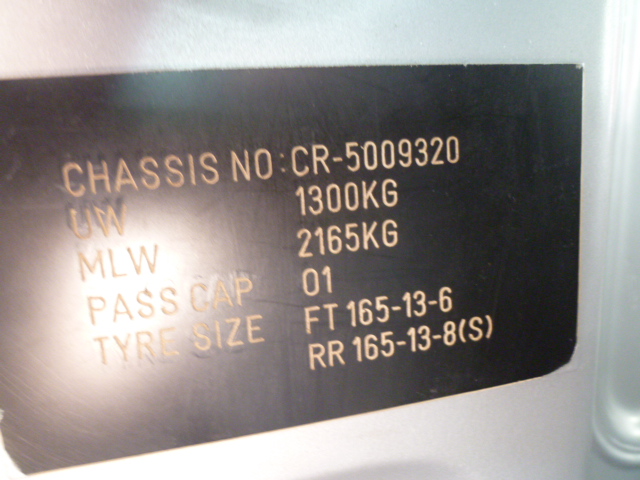 CHASSIS NO:CR-5009320
UW 1300KG
MLW 2165KG
PASS CAP 01
TYRE SIZE FT 165-13-6
RR 165-13-8(S)